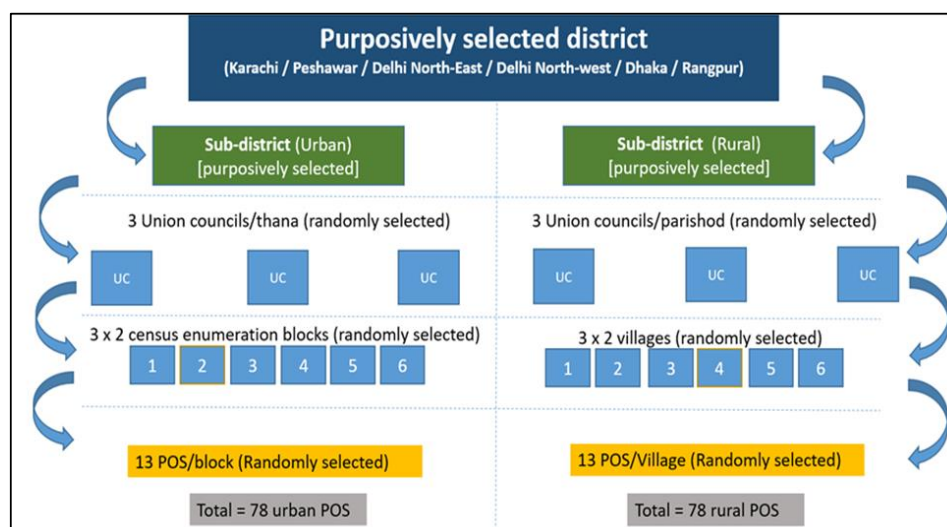 Purposively selected district
(Karachi / Peshawar / Delhi North-East / Delhi North-west / Dhaka / Rangpur)
Sub-district (Urban)
[purposively selected]
Sub-district (Rural)
[purposively selected]
3 Union councils/thana (randomly selected)
3 Union councils/parishod (randomly selected)
UC UC UC
UC UC UC
3 x 2 census enumeration blocks (randomly selected)
1 2 3 4 5 6
3 x 2 villages (randomly selected)
1 2 3 4 5 6
13 POS/block (Randomly selected)
13 POS/Village (Randomly selected)
Total = 78 urban POS
Total = 78 rural POS